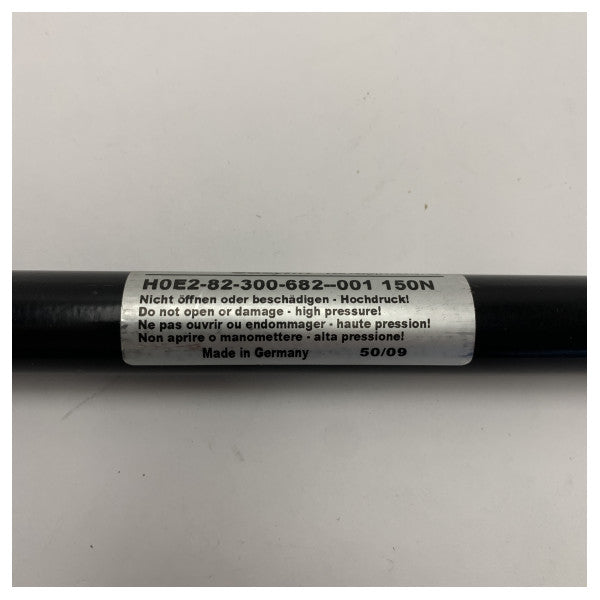 H0E2-82-300-682--001 150N
Nicht öffnen oder beschädigen - Hochdruck!
Do not open or damage - high pressure!
Ne pas ouvrir ou endommager - haute pression!
Non aprire o manomettere - alta pressione!
Made in Germany 50/09